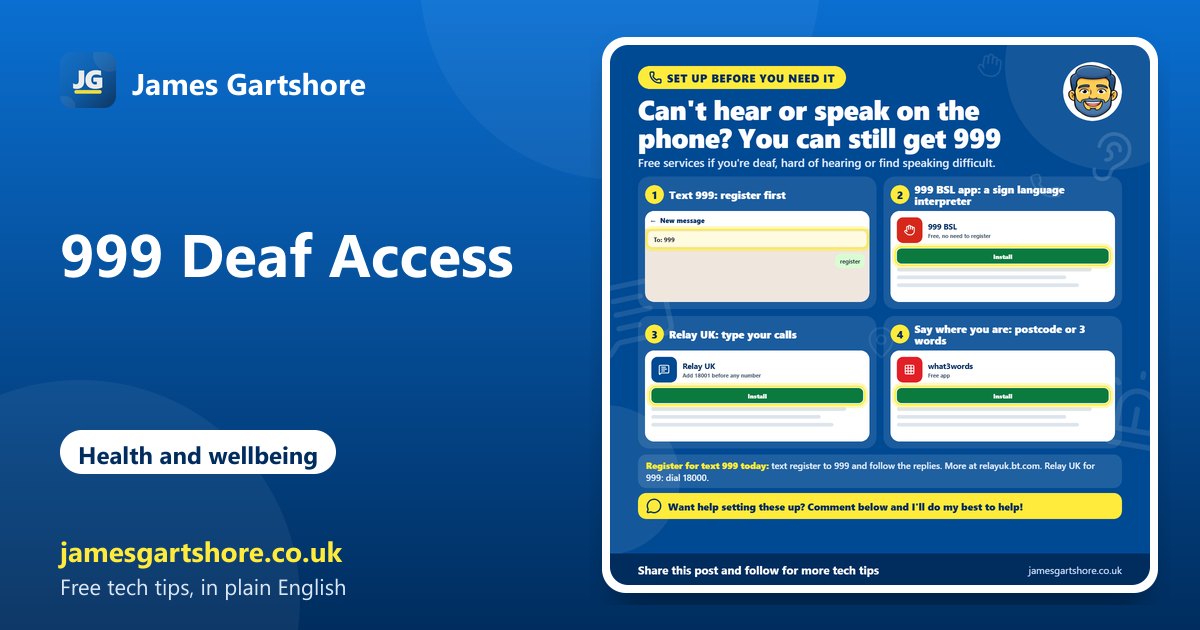 JG
James Gartshore
999 Deaf Access
Health and wellbeing
jamesgartshore.co.uk
Free tech tips, in plain English
SET UP BEFORE YOU NEED IT
Can't hear or speak on the
phone? You can still get 999
Free services if you're deaf, hard of hearing or find speaking difficult.
1
Text 999: register first
← New message
To: 999
register
2
999 BSL app: a sign language
interpreter
999 BSL
Free, no need to register
Install
3
Relay UK: type your calls
Relay UK
Add 18001 before any number
Install
4
Say where you are: postcode or 3
words
what3words
Free app
Install
Register for text 999 today: text register to 999 and follow the replies. More at relayuk.bt.com. Relay UK for
999: dial 18000.
Want help setting these up? Comment below and I'll do my best to help!
Share this post and follow for more tech tips
jamesgartshore.co.uk